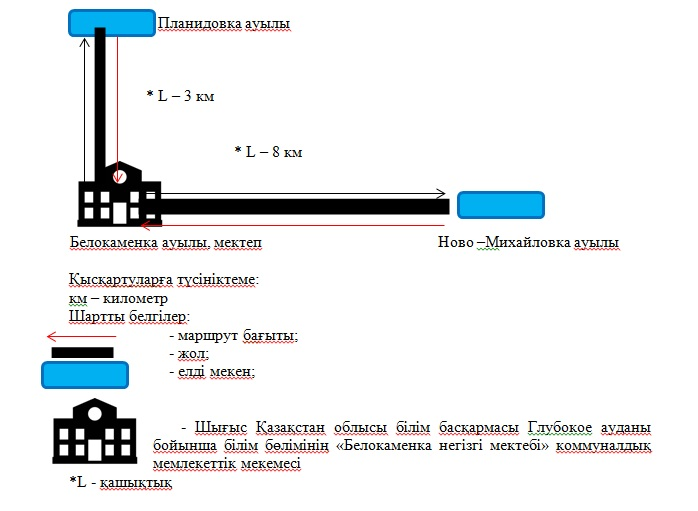 Планидовка ауылы
* L – 3 км
* L – 8 км
Белокаменка ауылы, мектеп
Ново –Михайловка ауылы
Қысқартуларға түсініктеме:
км – километр
Шартты белгілер:
- маршрут бағыты;
- жол;
- елді мекен;
- Шығыс Қазақстан облысы білім басқармасы Глубокое ауданы
бойынша білім бөлімінің «Белокаменка негізгі мектебі» коммуналдық
мемлекеттік мекемесі
*L - қашықтық